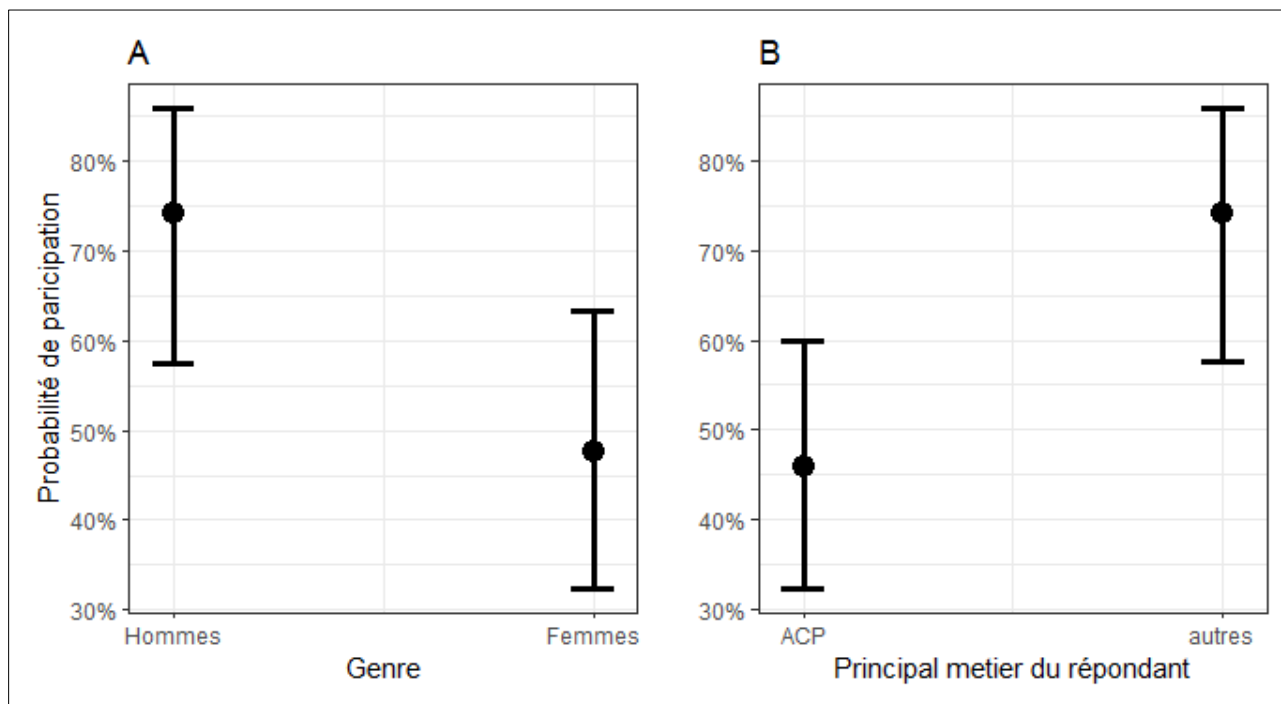 A
B
Probabilité de paricipation
80%
70%
60%
50%
40%
30%
Hommes
Femmes
Genre
80%
70%
60%
50%
40%
30%
ACP
autres
Principal metier du répondant